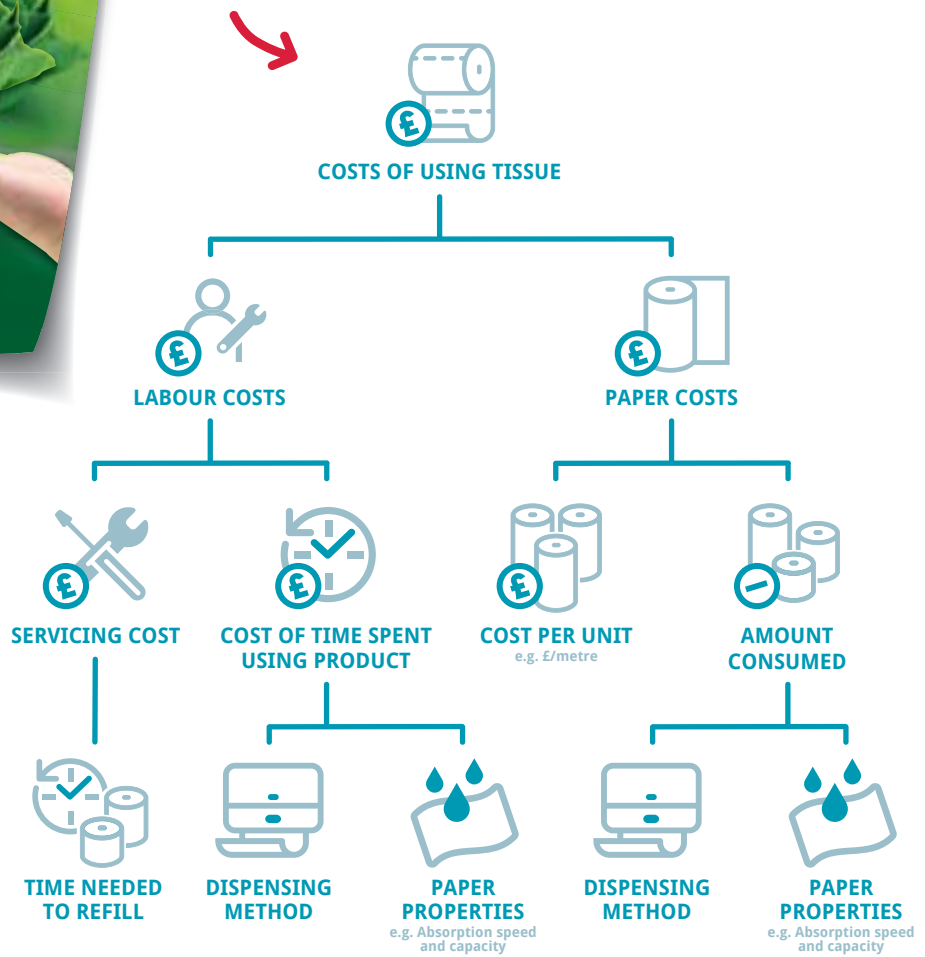 £
COSTS OF USING TISSUE
£
£
LABOUR COSTS
PAPER COSTS
£
£
£
SERVICING COST
COST OF TIME SPENT
USING PRODUCT
COST PER UNIT
e.g. £/metre
AMOUNT
CONSUMED
TIME NEEDED
TO REFILL
DISPENSING
METHOD
PAPER
PROPERTIES
e.g. Absorption speed
and capacity
DISPENSING
METHOD
PAPER
PROPERTIES
e.g. Absorption speed
and capacity